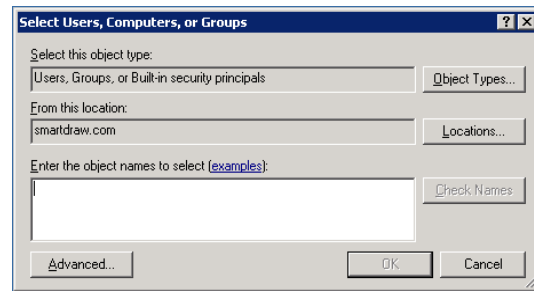 Select Users, Computers, or Groups
Select this object type:
Users, Groups, or Built-in security principals
Object Types...
From this location:
smartdraw.com
Locations...
Enter the object names to select (examples):
Check Names
Advanced...
OK
Cancel